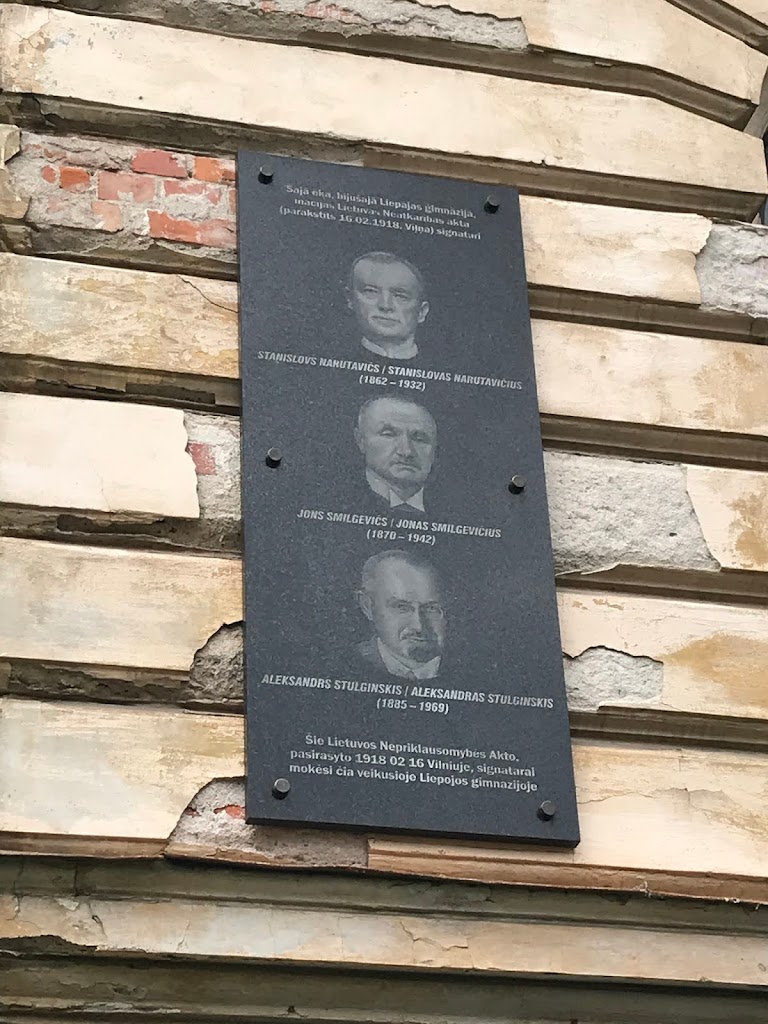 Šajā ēkā, bijušajā Liepājas ģimnāzijā,
mācījās Lietuvas Neatkarības akta
(parakstīts 16.02.1918. Viļņā) signatāri
STAŅISLOVS NARUTAVIČS / STANISLOVAS NARUTAVIČIUS
(1862 – 1932)
JONS SMILGEVIČS / JONAS SMILGEVIČIUS
(1870 – 1942)
ALEKSANDRS STULGINSKIS / ALEKSANDRAS STULGINSKIS
(1885 – 1969)
Šie Lietuvos Nepriklausomybės Akto,
pasirašyto 1918 02 16 Vilniuje, signatarai
mokėsi čia veikusioje Liepojos gimnazijoje